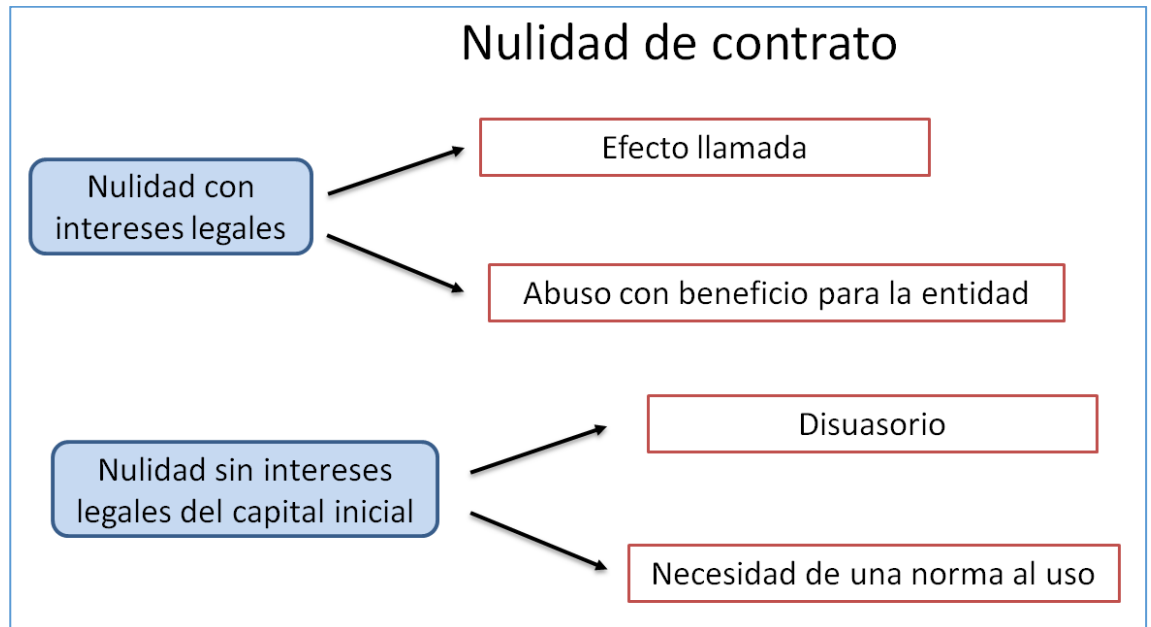 Nulidad de contrato
Efecto llamada
Nulidad con
intereses legales
Abuso con beneficio para la entidad
Disuasorio
Nulidad sin intereses
legales del capital inicial
Necesidad de una norma al uso